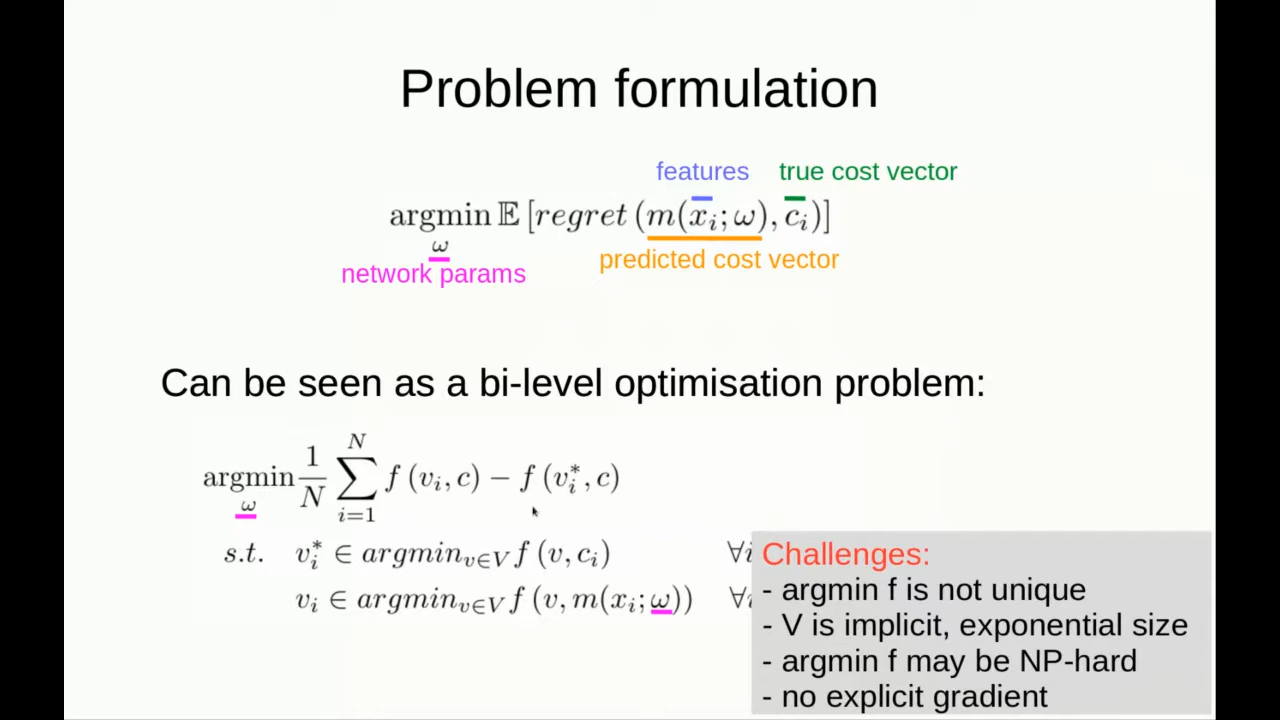 Problem formulation
features true cost vector
argmin 𝔼 [regret (m(x_i; ω), c_i)]
ω
network params predicted cost vector
Can be seen as a bi-level optimisation problem:
argmin 1/N ∑_{i=1}^{N} f (v_i, c) − f (v_i^*, c)
ω
s.t. v_i^* ∈ argmin_{v∈V} f (v, c_i) ∀i
v_i ∈ argmin_{v∈V} f (v, m(x_i; ω)) ∀i
Challenges:
- argmin f is not unique
- V is implicit, exponential size
- argmin f may be NP-hard
- no explicit gradient